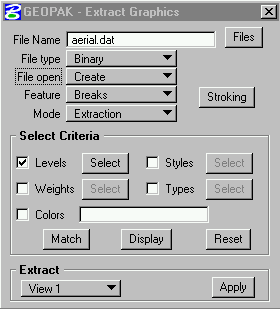 GEOPAK - Extract Graphics
File Name aerial.dat Files
File type Binary
File open Create
Feature Breaks
Stroking
Mode Extraction
Select Criteria
Levels Select Styles Select
Weights Select Types Select
Colors
Match Display Reset
Extract
View 1 Apply